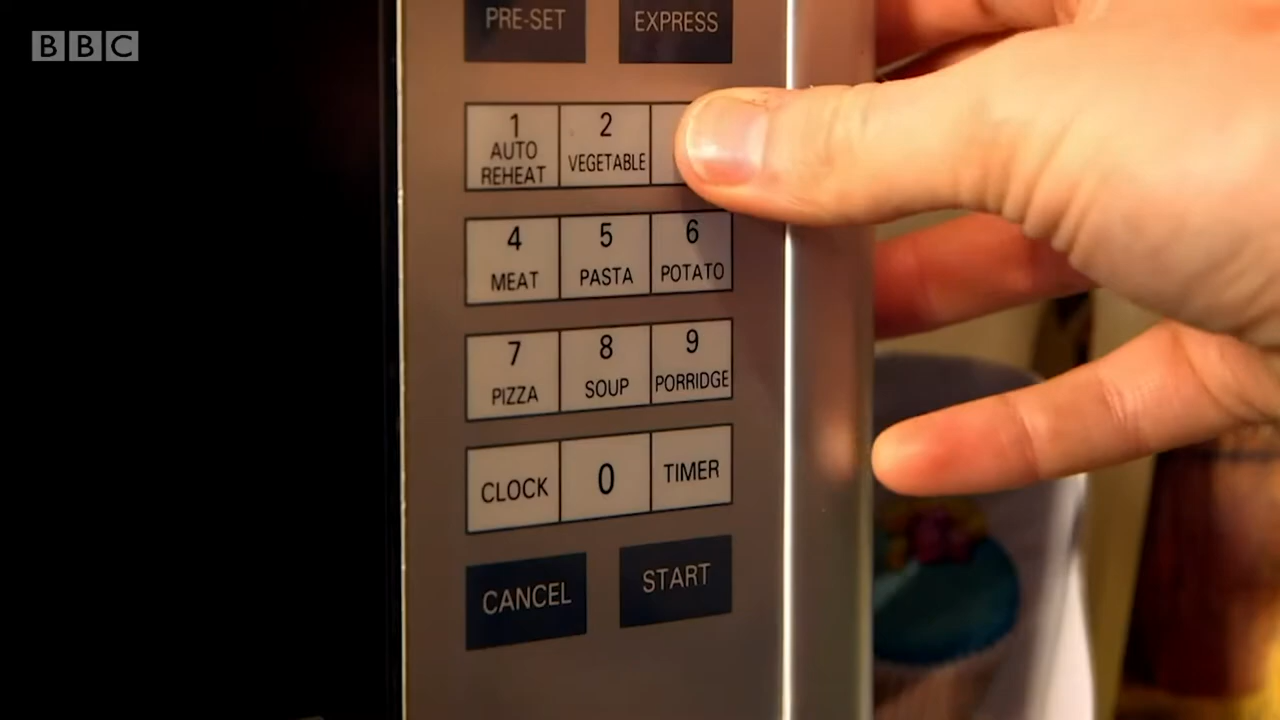 BBC
PRE-SET
EXPRESS
1
AUTO
REHEAT
2
VEGETABLE
4
MEAT
5
PASTA
6
POTATO
7
PIZZA
8
SOUP
9
PORRIDGE
CLOCK
0
TIMER
CANCEL
START